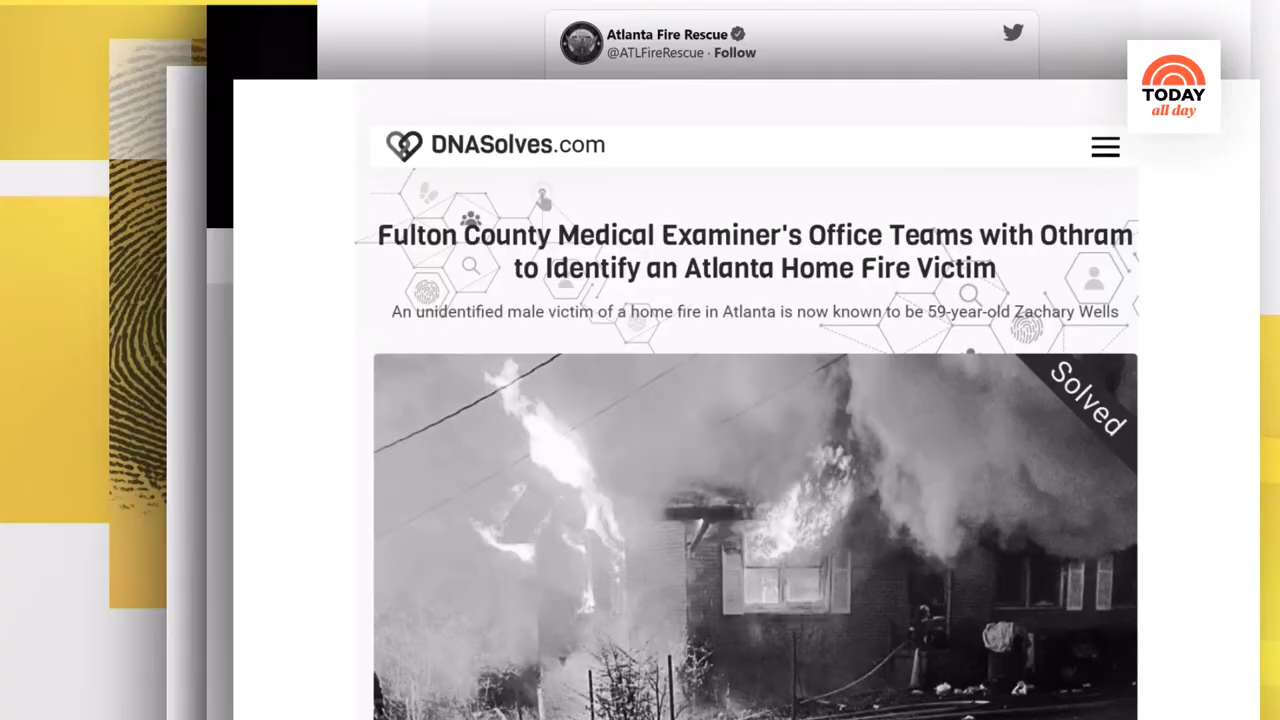 Atlanta Fire Rescue
@ATLFireRescue · Follow
TODAY
all day
DNASolves.com
Fulton County Medical Examiner's Office Teams with Othram
to Identify an Atlanta Home Fire Victim
An unidentified male victim of a home fire in Atlanta is now known to be 59-year-old Zachary Wells
Solved